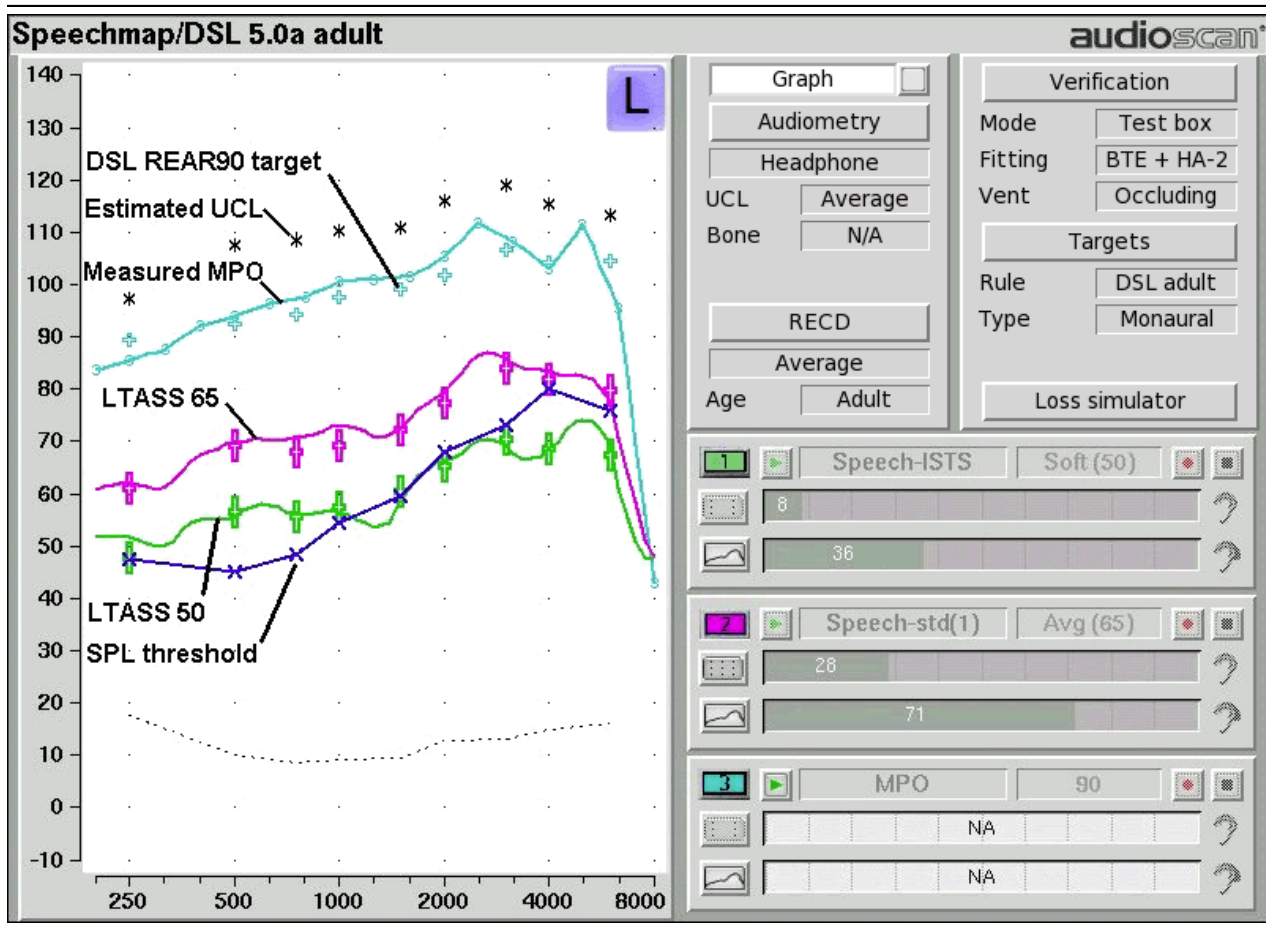 Speechmap/DSL 5.0a adult
audioscan
140
130
120
110
100
90
80
70
60
50
40
30
20
10
0
-10
L
DSL REAR90 target
Estimated UCL
Measured MPO
LTASS 65
LTASS 50
SPL threshold
250 500 1000 2000 4000 8000
Graph
Audiometry
Headphone
UCL Average
Bone N/A
RECD
Average
Age Adult
Verification
Mode Test box
Fitting BTE + HA-2
Vent Occluding
Targets
Rule DSL adult
Type Monaural
Loss simulator
1 Speech-ISTS Soft (50)
8
36
2 Speech-std(1) Avg (65)
28
71
3 MPO 90
NA
NA